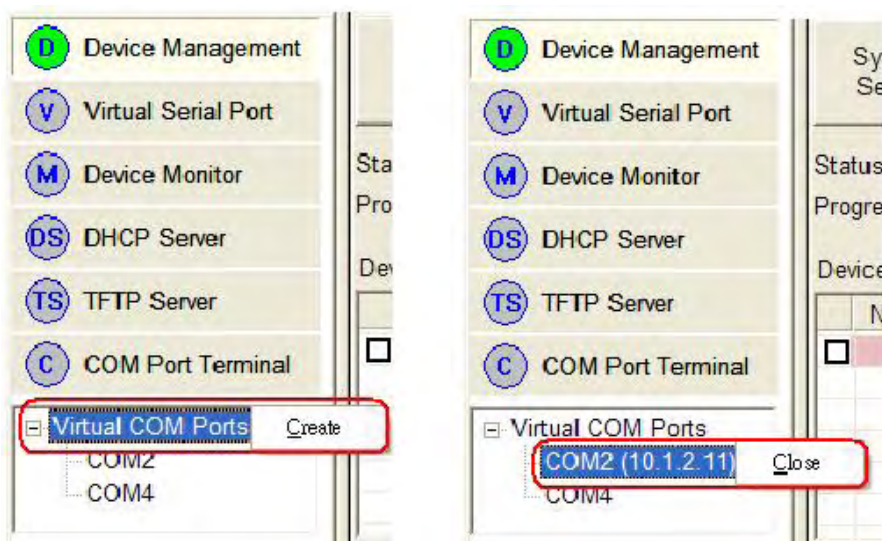 D Device Management
V Virtual Serial Port
M Device Monitor
DS DHCP Server
TS TFTP Server
C COM Port Terminal
Sta
Pro
Dev
Virtual COM Ports Create
COM2
COM4
D Device Management
V Virtual Serial Port
M Device Monitor
DS DHCP Server
TS TFTP Server
C COM Port Terminal
Sy
Se
Status
Progre
Device
N
Virtual COM Ports
COM2 (10.1.2.11) Close
COM4